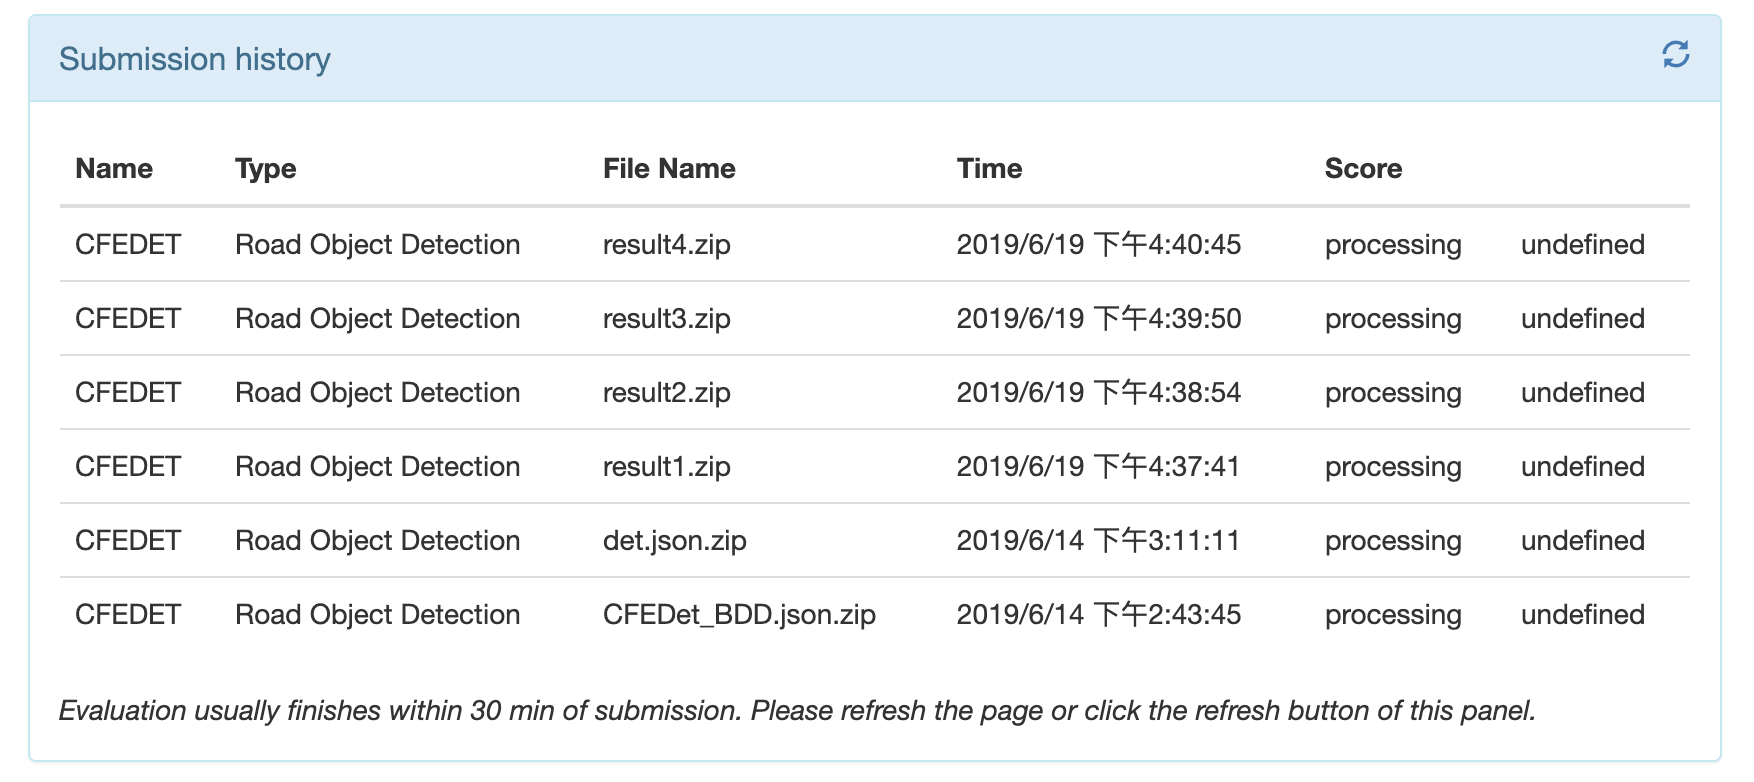 Submission history
Name Type File Name Time Score
CFEDET Road Object Detection result4.zip 2019/6/19 下午4:40:45 processing undefined
CFEDET Road Object Detection result3.zip 2019/6/19 下午4:39:50 processing undefined
CFEDET Road Object Detection result2.zip 2019/6/19 下午4:38:54 processing undefined
CFEDET Road Object Detection result1.zip 2019/6/19 下午4:37:41 processing undefined
CFEDET Road Object Detection det.json.zip 2019/6/14 下午3:11:11 processing undefined
CFEDET Road Object Detection CFEDet_BDD.json.zip 2019/6/14 下午2:43:45 processing undefined
Evaluation usually finishes within 30 min of submission. Please refresh the page or click the refresh button of this panel.